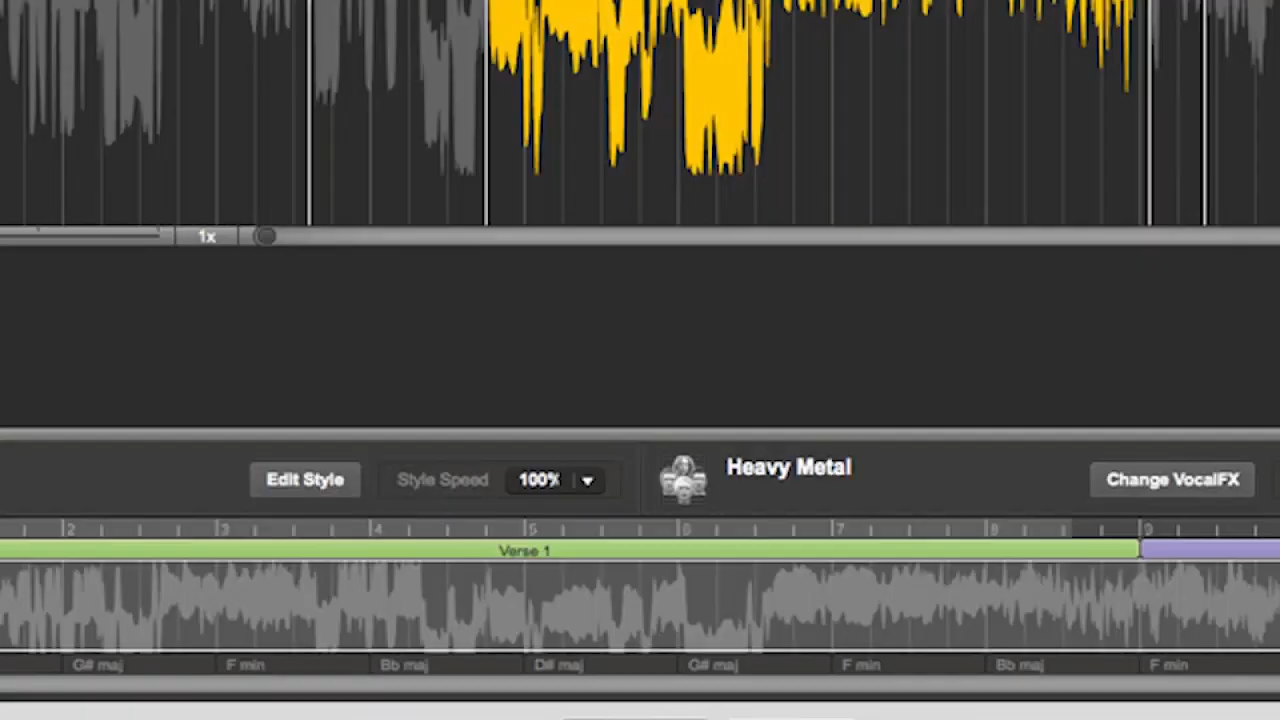 1x
Edit Style Style Speed 100% Heavy Metal Change VocalFX
2 3 4 5 6 7 8 9
Verse 1
G# maj F min Bb maj D# maj G# maj F min Bb maj F min